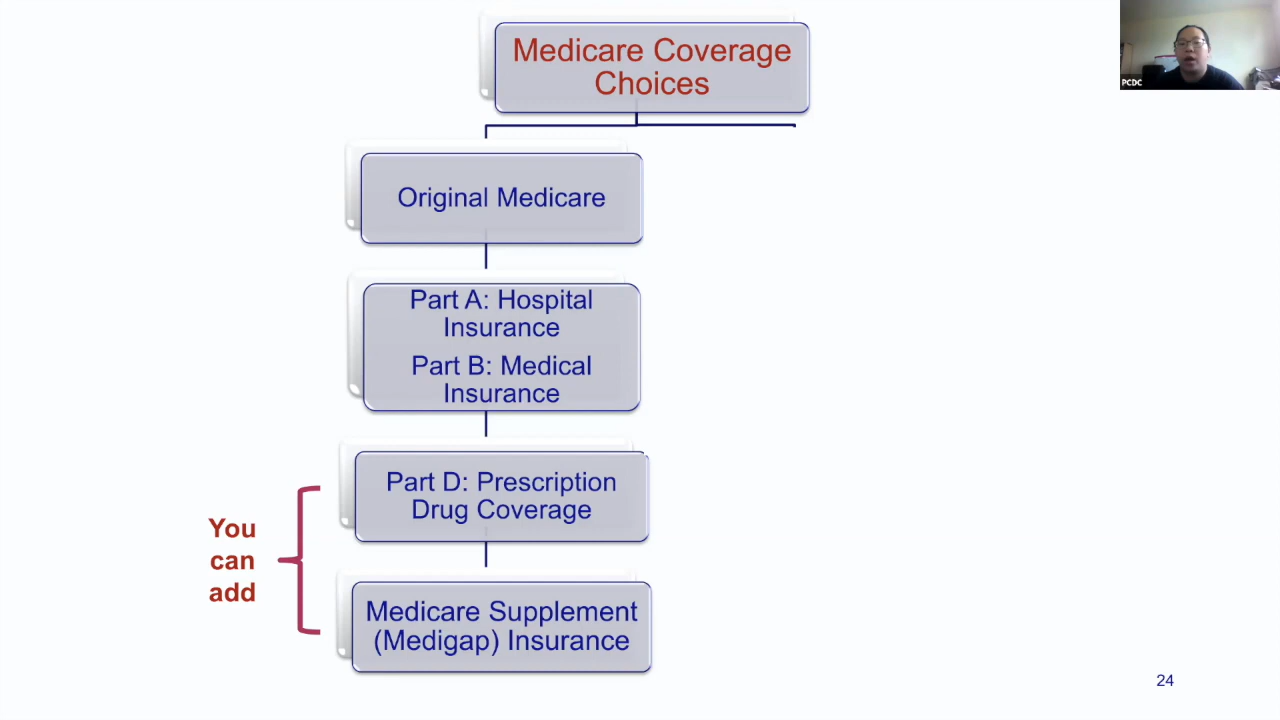 Medicare Coverage
Choices
PCDC
Original Medicare
Part A: Hospital
Insurance
Part B: Medical
Insurance
Part D: Prescription
Drug Coverage
You
can
add
Medicare Supplement
(Medigap) Insurance
24